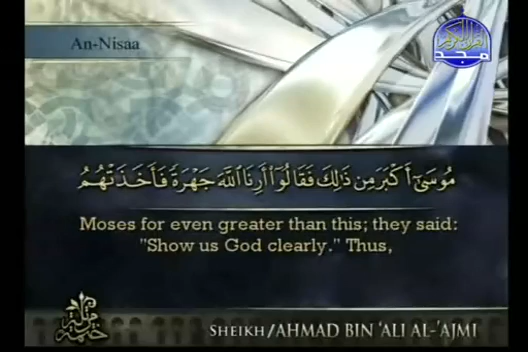 An-Nisaa
المجد
مُوسَىٰٓ أَكْبَرَ مِن ذَٰلِكَ فَقَالُوٓا۟ أَرِنَا ٱللَّهَ جَهْرَةً فَأَخَذَتْهُمُ
Moses for even greater than this; they said:
"Show us God clearly." Thus,
SHEIKH/AHMAD BIN 'ALI AL-'AJMI